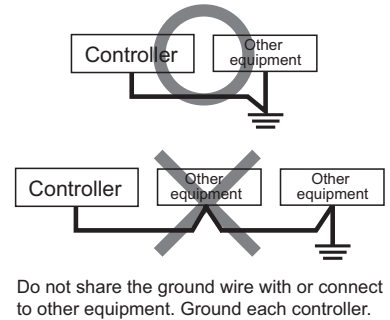 Controller
Other
equipment
Controller
Other
equipment
Other
equipment
Do not share the ground wire with or connect
to other equipment. Ground each controller.